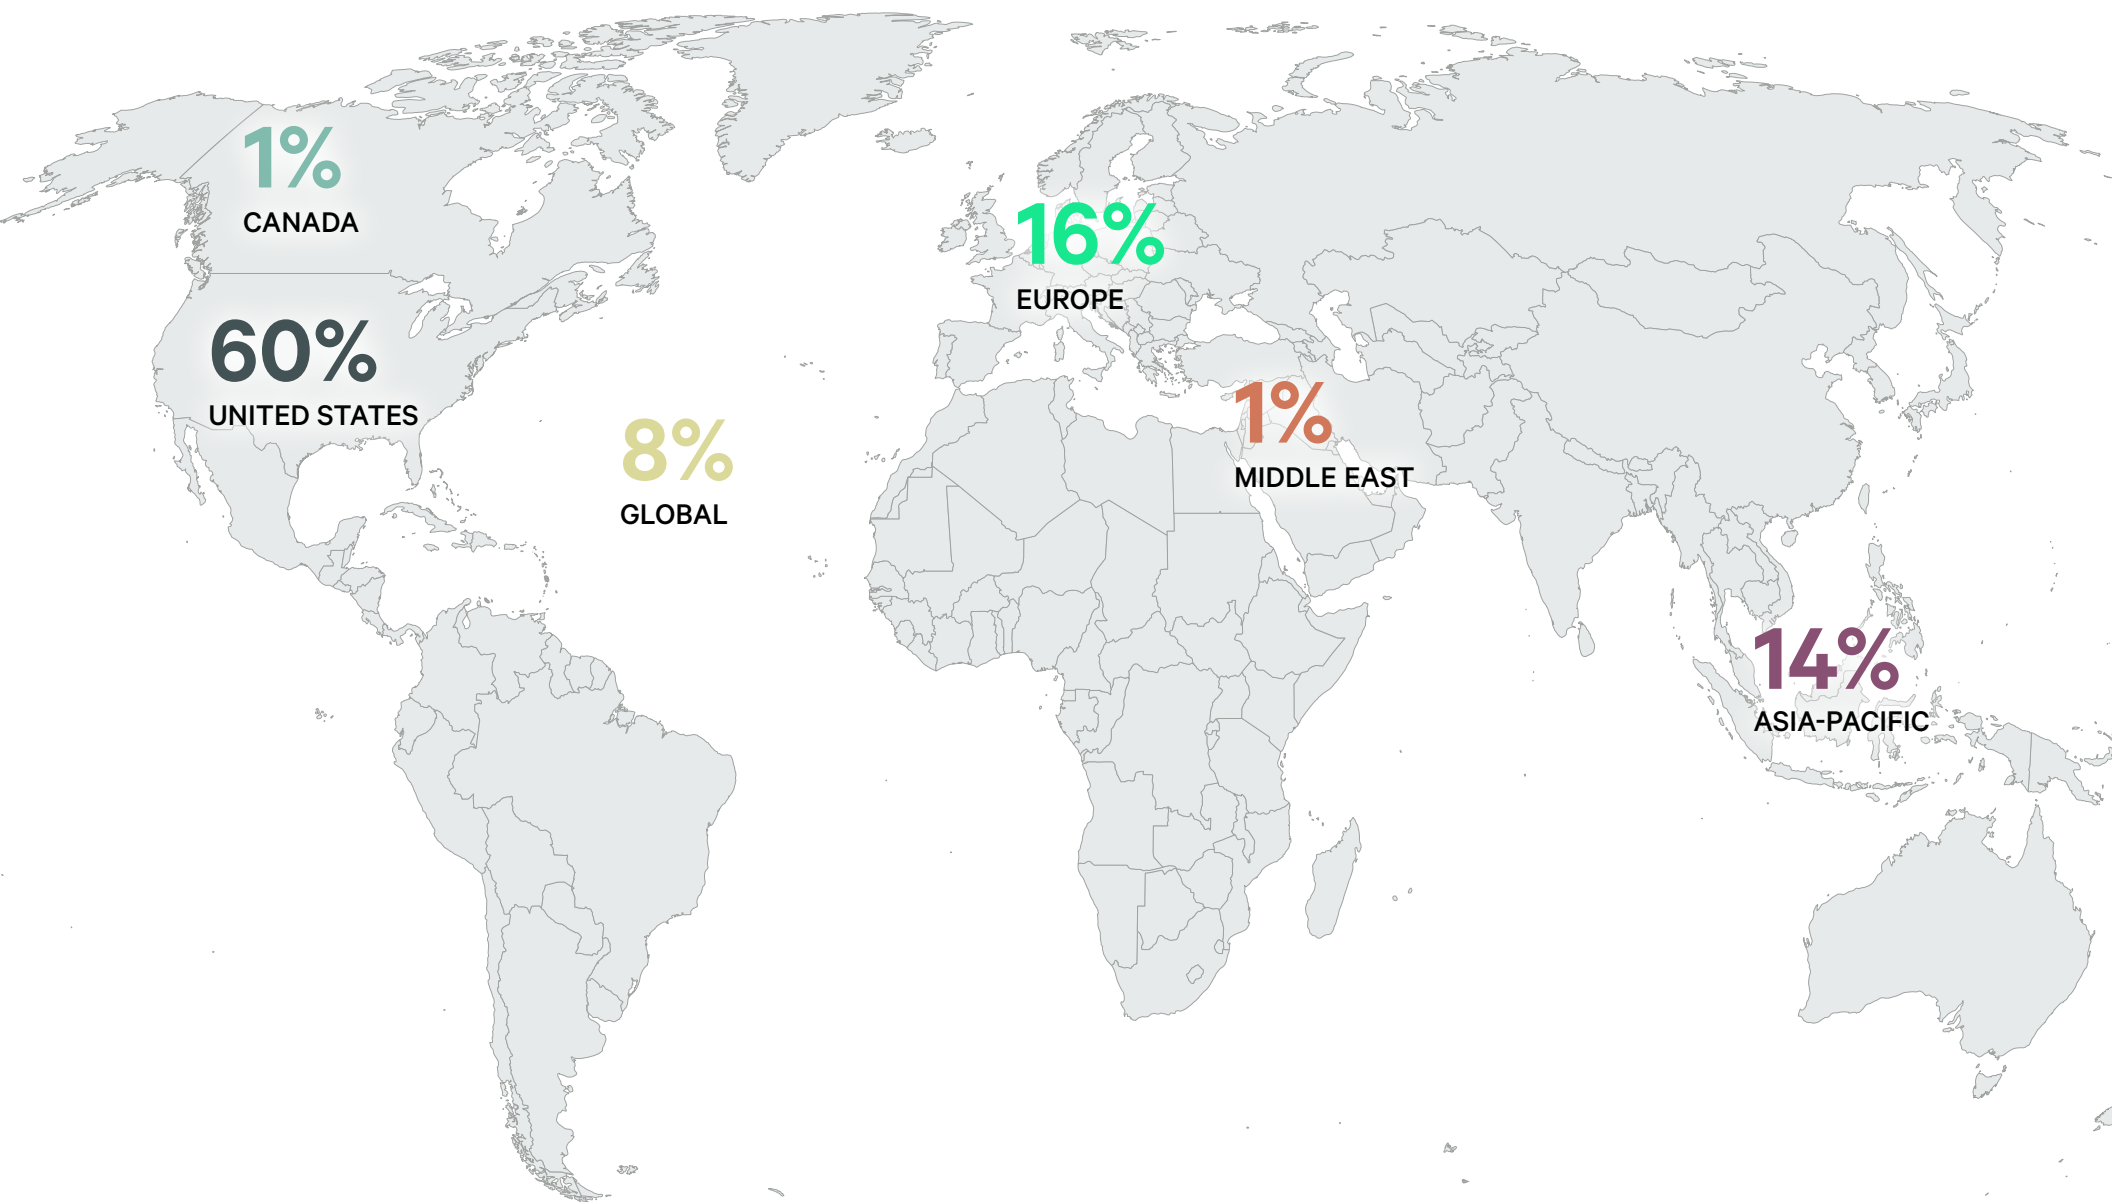 1%
CANADA
16%
EUROPE
60%
UNITED STATES
1%
MIDDLE EAST
8%
GLOBAL
14%
ASIA-PACIFIC